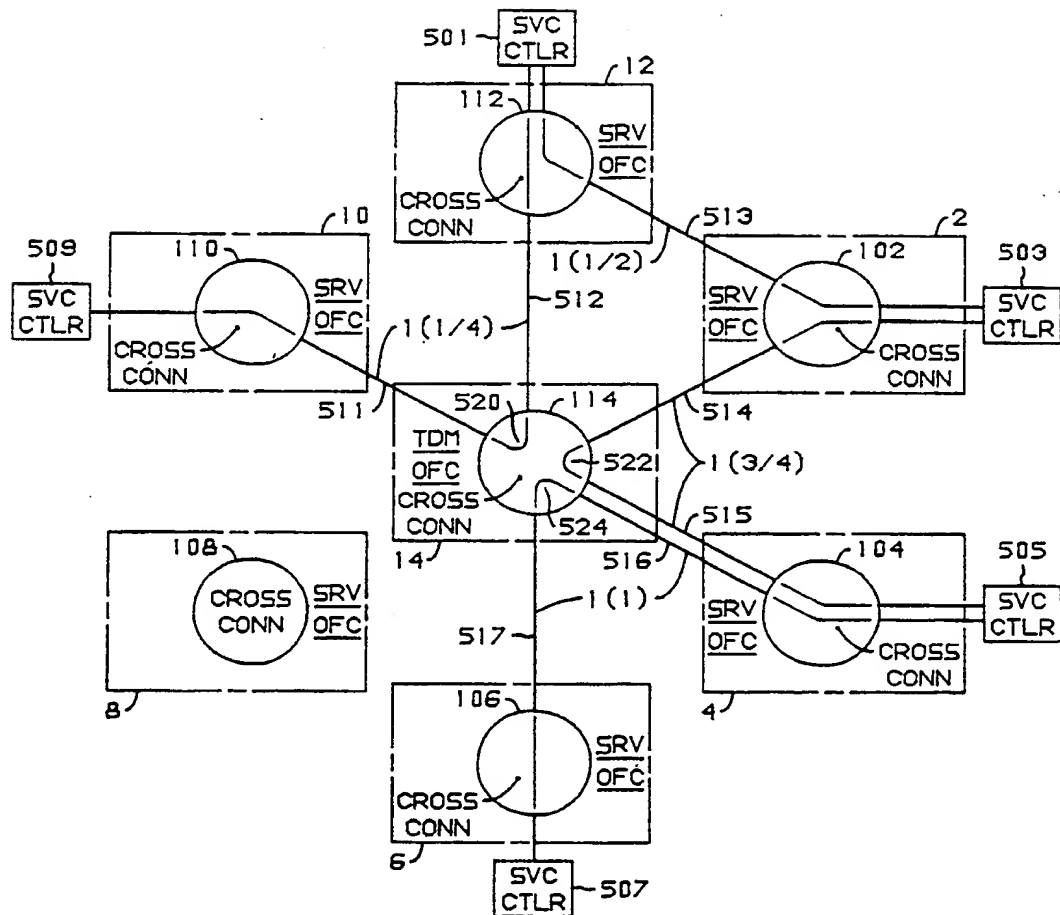 501
SVC
CTLR
12
112
SRV
OFC
CROSS
CONN
10
110
509
SVC
CTLR
SRV
OFC
CROSS
CONN
513
1(1/2)
2
102
503
SVC
CTLR
SRV
OFC
CROSS
CONN
512
1(1/4)
511
514
520
114
TDM
OFC
CROSS
CONN
522
524
14
1(3/4)
515
516
104
505
SVC
CTLR
SRV
OFC
CROSS
CONN
4
108
CROSS
CONN
SRV
OFC
8
1(1)
517
106
SRV
OFC
CROSS
CONN
6
SVC
CTLR
507